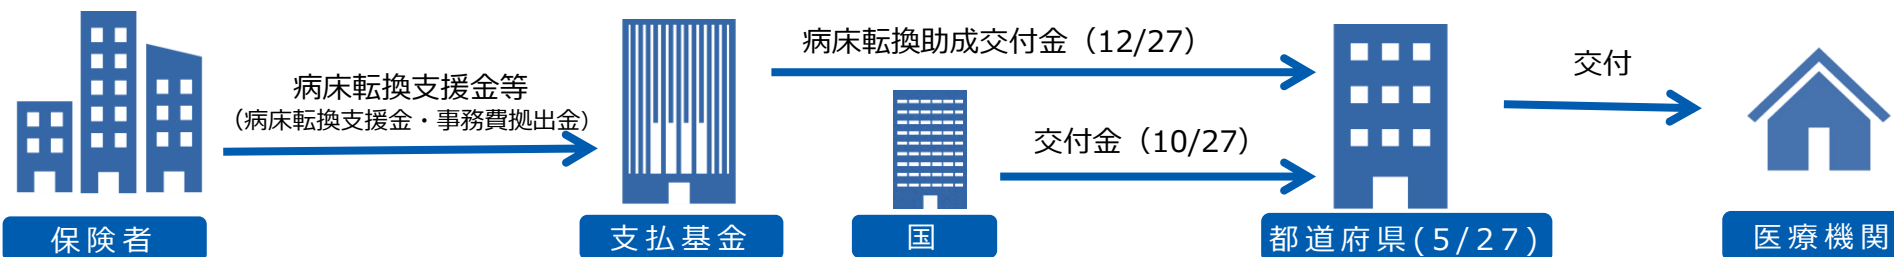 病床転換支援金等
（病床転換支援金・事務費拠出金）
病床転換助成交付金（12/27）
交付金（10/27）
交付
保険者
支払基金
国
都道府県(5/27)
医療機関